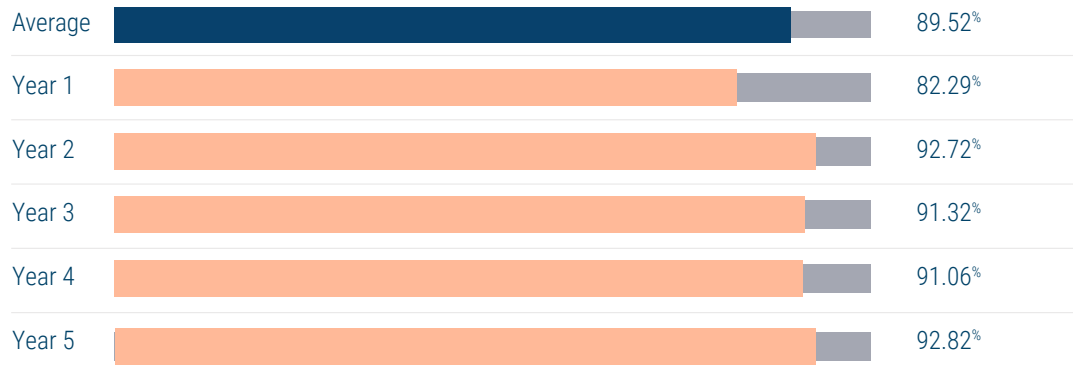 Average 89.52%
Year 1 82.29%
Year 2 92.72%
Year 3 91.32%
Year 4 91.06%
Year 5 92.82%